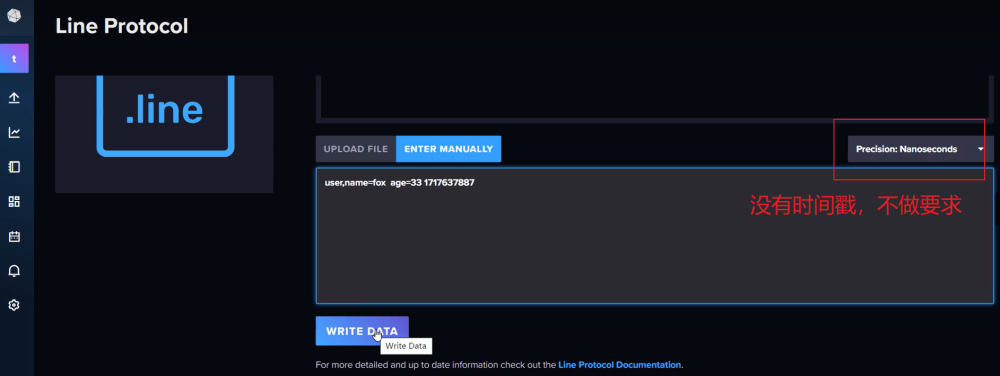 Line Protocol
t
.line
UPLOAD FILE
ENTER MANUALLY
Precision: Nanoseconds
user,name=fox  age=33 1717637887
没有时间戳，不做要求
WRITE DATA
Write Data
For more detailed and up to date information check out the Line Protocol Documentation.